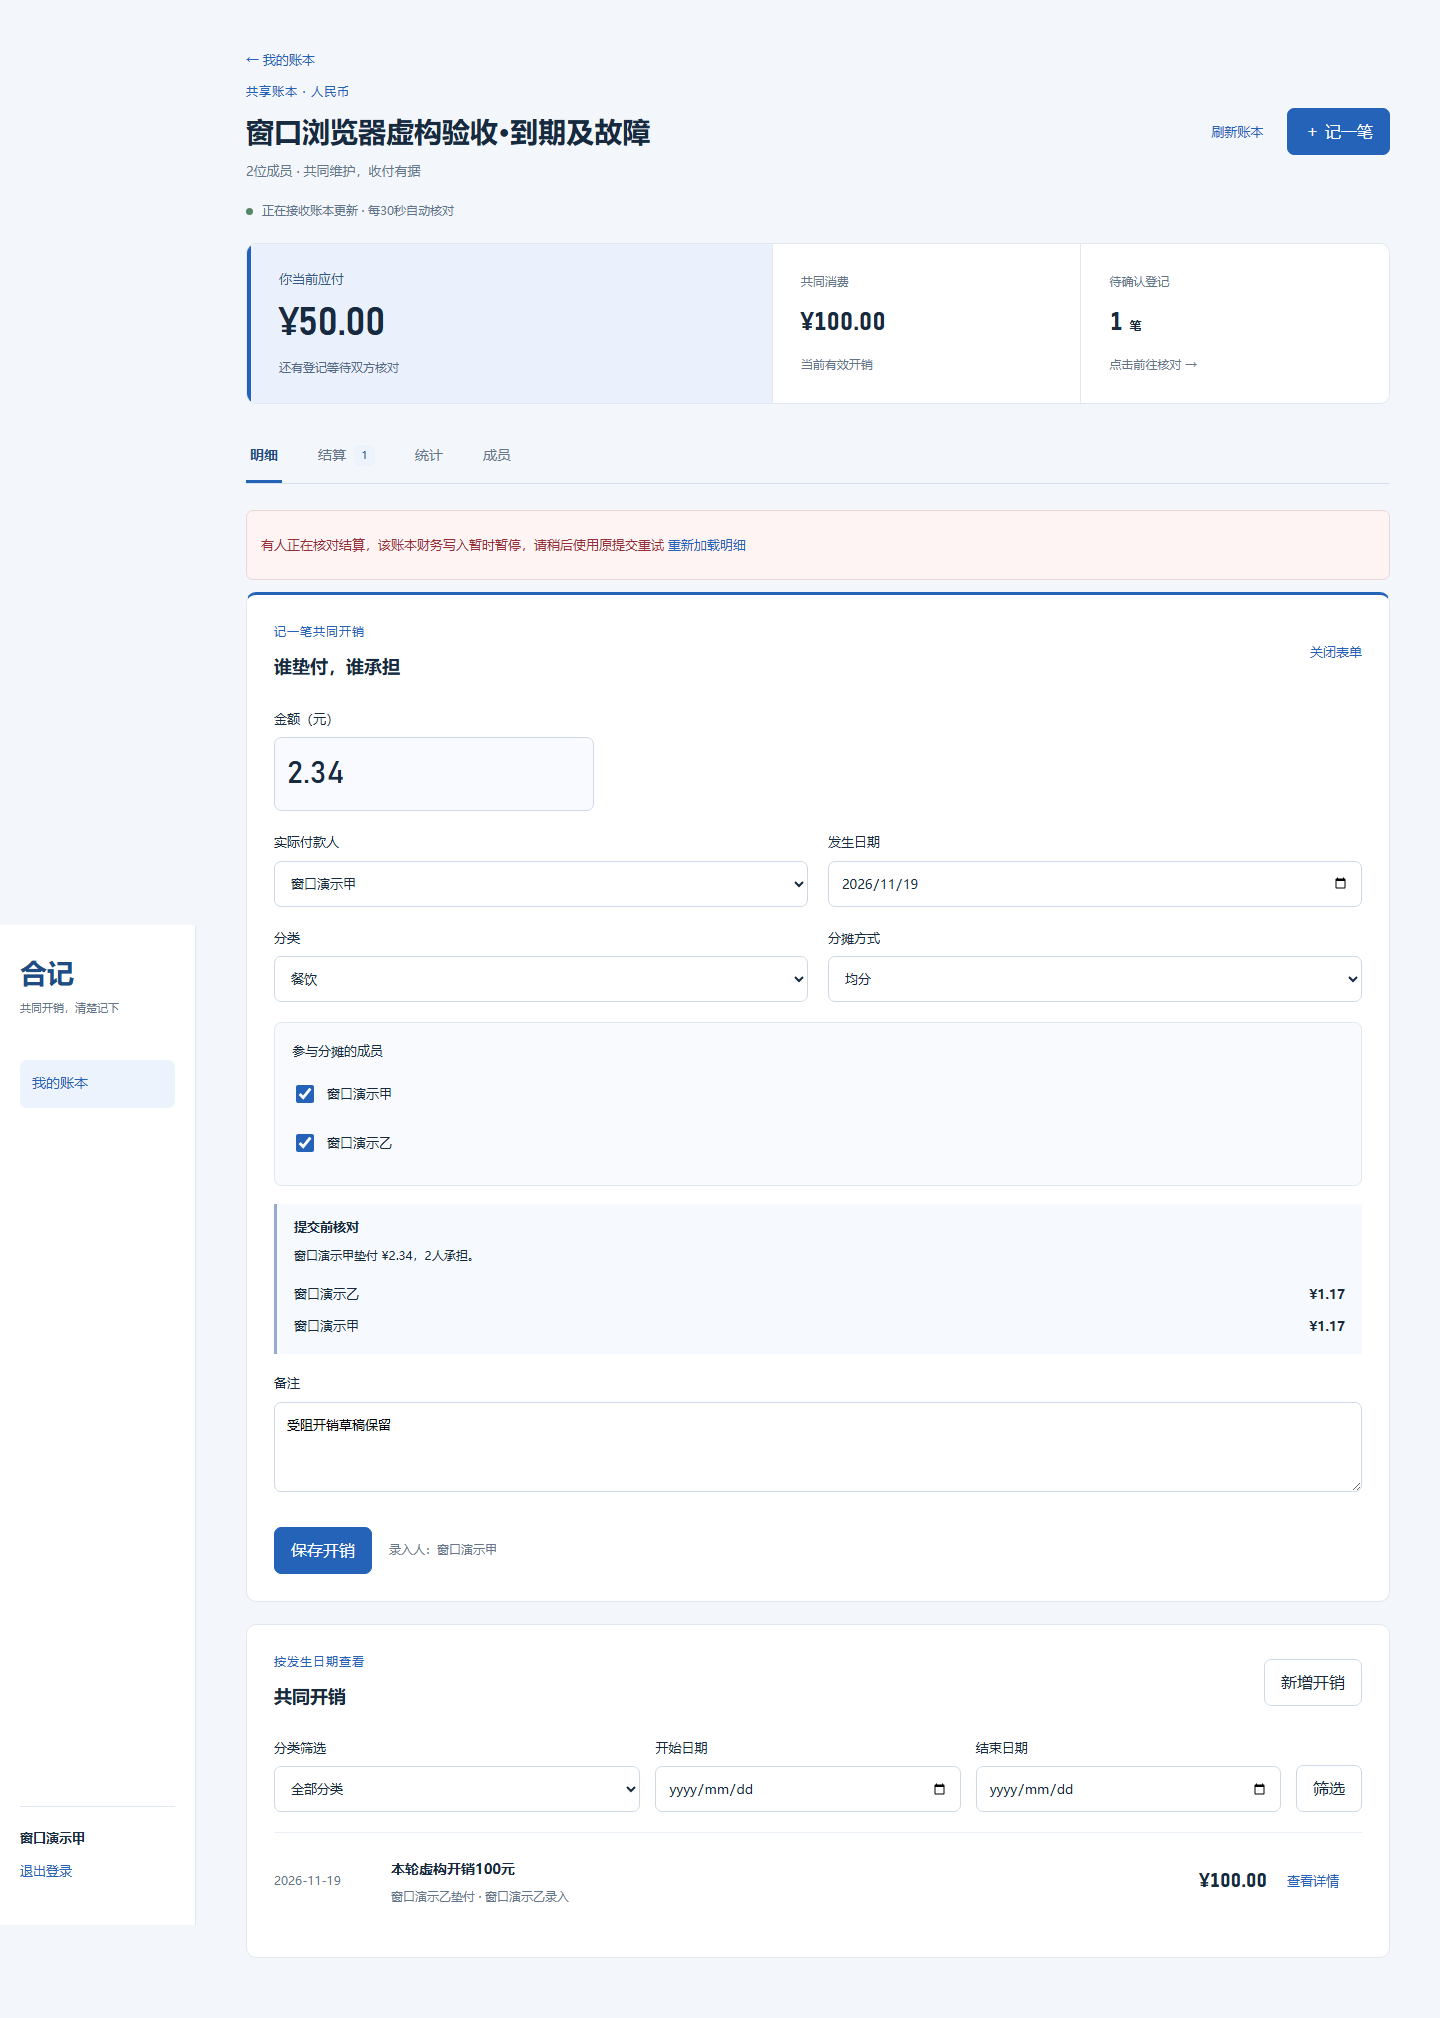 ← 我的账本
共享账本 · 人民币
窗口浏览器虚构验收•到期及故障
刷新账本
+ 记一笔
2位成员 · 共同维护，收付有据
正在接收账本更新 · 每30秒自动核对
你当前应付
¥50.00
还有登记等待双方核对
共同消费
¥100.00
当前有效开销
待确认登记
1 笔
点击前往核对 →
明细
结算 1
统计
成员
有人正在核对结算，该账本财务写入暂时暂停，请稍后使用原提交重试 重新加载明细
记一笔共同开销
谁垫付，谁承担
关闭表单
金额（元）
2.34
实际付款人
窗口演示甲
发生日期
2026/11/19
分类
餐饮
分摊方式
均分
参与分摊的成员
窗口演示甲
窗口演示乙
提交前核对
窗口演示甲垫付 ¥2.34，2人承担。
窗口演示乙 ¥1.17
窗口演示甲 ¥1.17
备注
受阻开销草稿保留
保存开销
录入人：窗口演示甲
按发生日期查看
共同开销
新增开销
分类筛选
全部分类
开始日期
yyyy/mm/dd
结束日期
yyyy/mm/dd
筛选
2026-11-19
本轮虚构开销100元
窗口演示乙垫付 · 窗口演示乙录入
¥100.00
查看详情
合记
共同开销，清楚记下
我的账本
窗口演示甲
退出登录